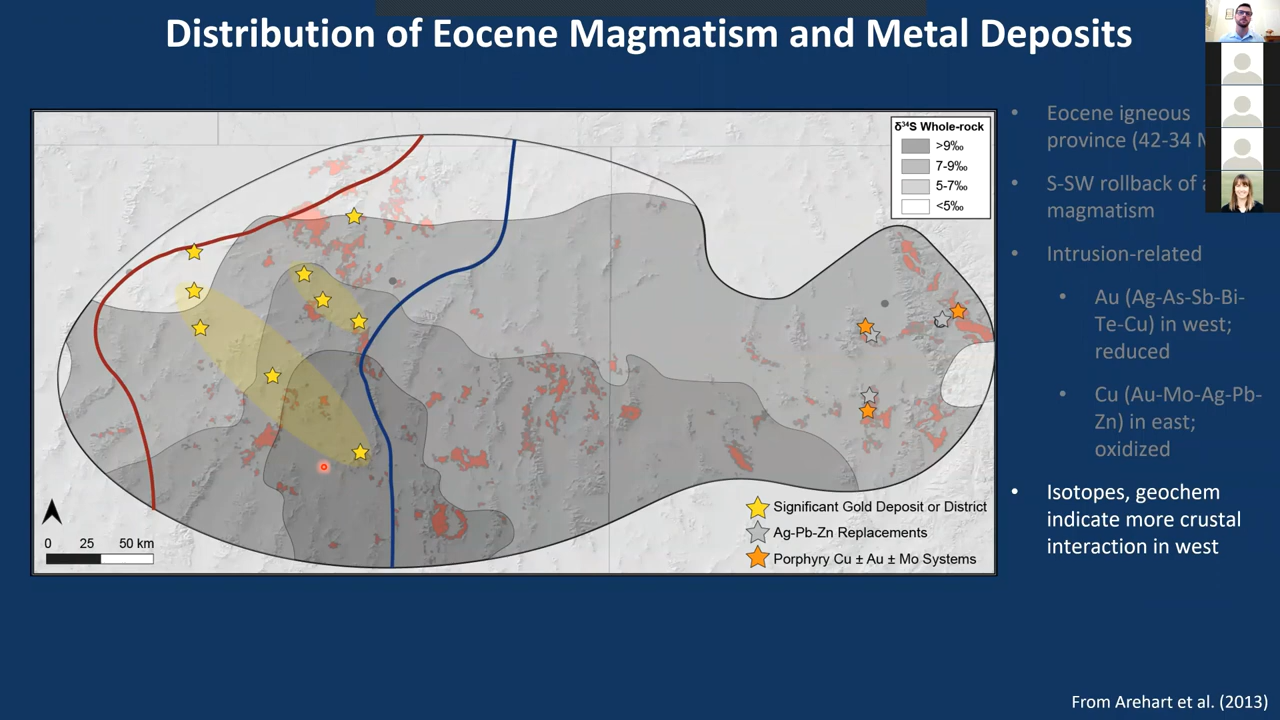 Distribution of Eocene Magmatism and Metal Deposits
δ³⁴S Whole-rock
>9‰
7-9‰
5-7‰
<5‰
0 25 50 km
Significant Gold Deposit or District
Ag-Pb-Zn Replacements
Porphyry Cu ± Au ± Mo Systems
• Eocene igneous
province (42-34
• S-SW rollback of
magmatism
• Intrusion-related
• Au (Ag-As-Sb-Bi-
Te-Cu) in west;
reduced
• Cu (Au-Mo-Ag-Pb-
Zn) in east;
oxidized
• Isotopes, geochem
indicate more crustal
interaction in west
From Arehart et al. (2013)